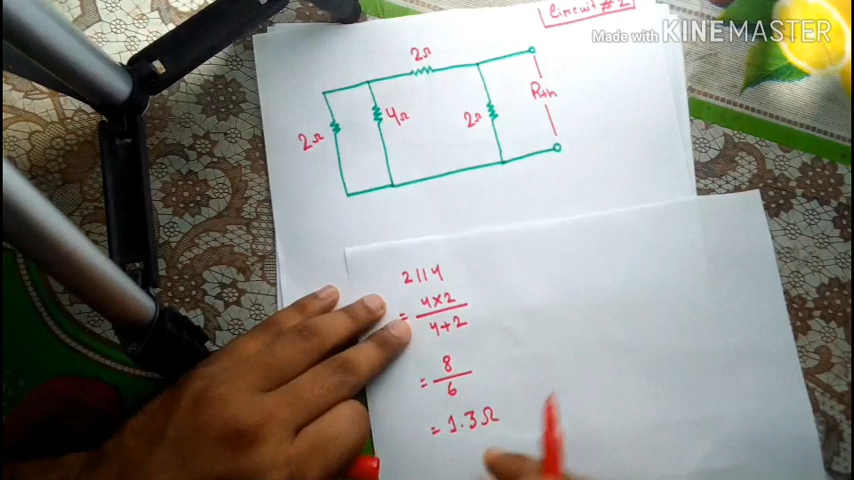 Circuit #2
Made with KINEMASTER
2Ω
2Ω
4Ω
2Ω
Rth
2||4
= 4×2
4+2
= 8
6
= 1.3Ω